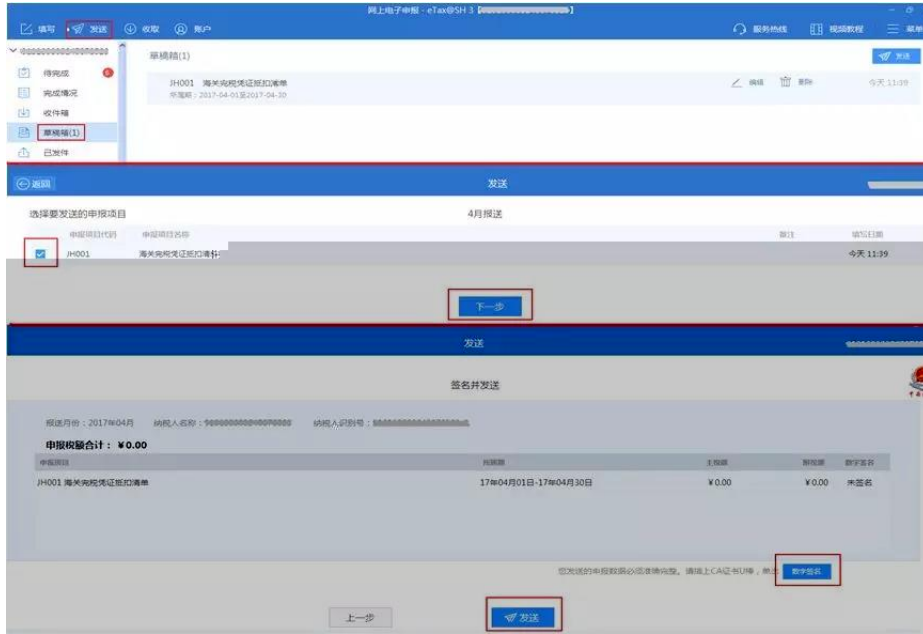 网上电子申报 - eTax@SH 3
填写 发送 收取 账户 服务热线 视频教程 菜单
草稿箱(1) 发送
待完成 6
JH001 海关完税凭证抵扣清单 编辑 删除 今天 11:39
所属期：2017-04-01至2017-04-30
完成情况
收件箱
草稿箱(1)
已发件
返回 发送
选择要发送的申报项目 4月报送
申报项目代码 申报项目名称 备注 填写日期
JH001 海关完税凭证抵扣清单 今天 11:39
下一步
发送
签名并发送
报送月份：2017年04月 纳税人名称： 纳税人识别号：
申报税额合计：￥0.00
申报项目 所属期 主税额 附税额 数字签名
JH001 海关完税凭证抵扣清单 17年04月01日-17年04月30日 ￥0.00 ￥0.00 未签名
您发送的申报数据必须准确完整。请插上CA证书U棒，单击 数字签名
上一步 发送